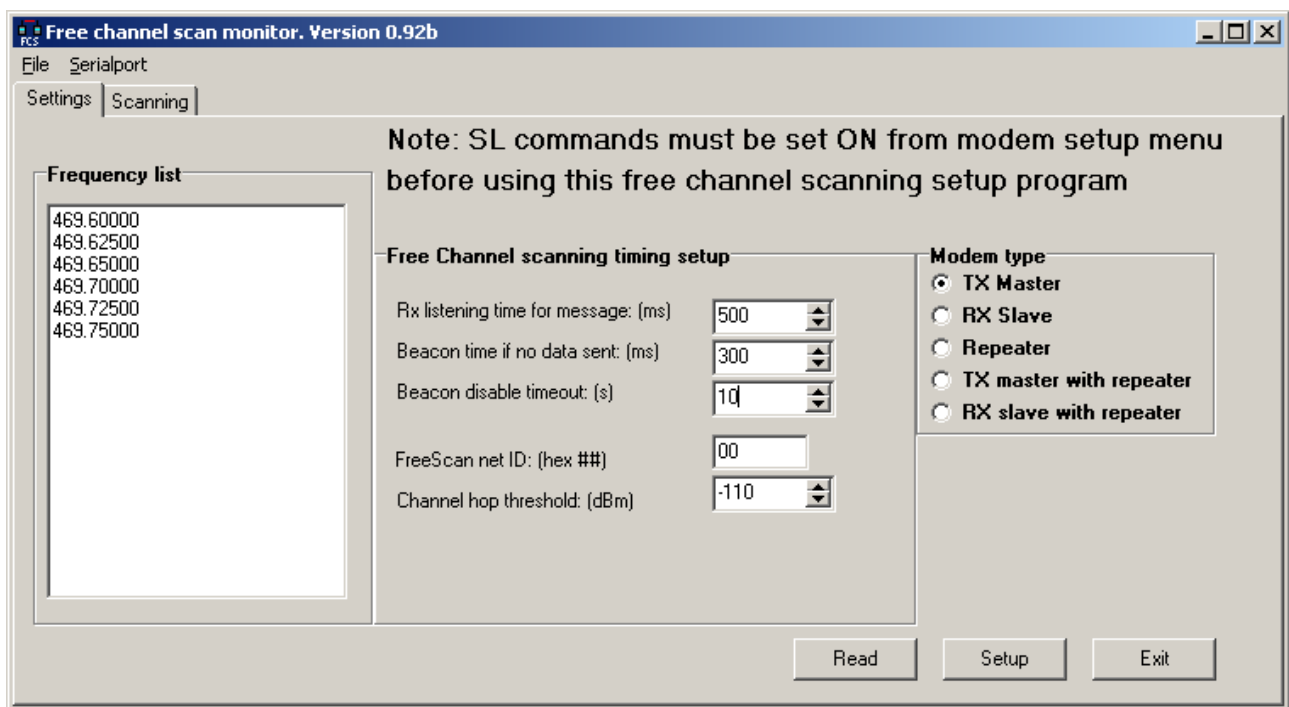 FCS
Free channel scan monitor. Version 0.92b
File Serialport
Settings Scanning
Note: SL commands must be set ON from modem setup menu
before using this free channel scanning setup program
Frequency list
469.60000
469.62500
469.65000
469.70000
469.72500
469.75000
Free Channel scanning timing setup
Rx listening time for message: (ms) 500
Beacon time if no data sent: (ms) 300
Beacon disable timeout: (s) 10
FreeScan net ID: (hex ##) 00
Channel hop threshold: (dBm) -110
Modem type
TX Master
RX Slave
Repeater
TX master with repeater
RX slave with repeater
Read Setup Exit